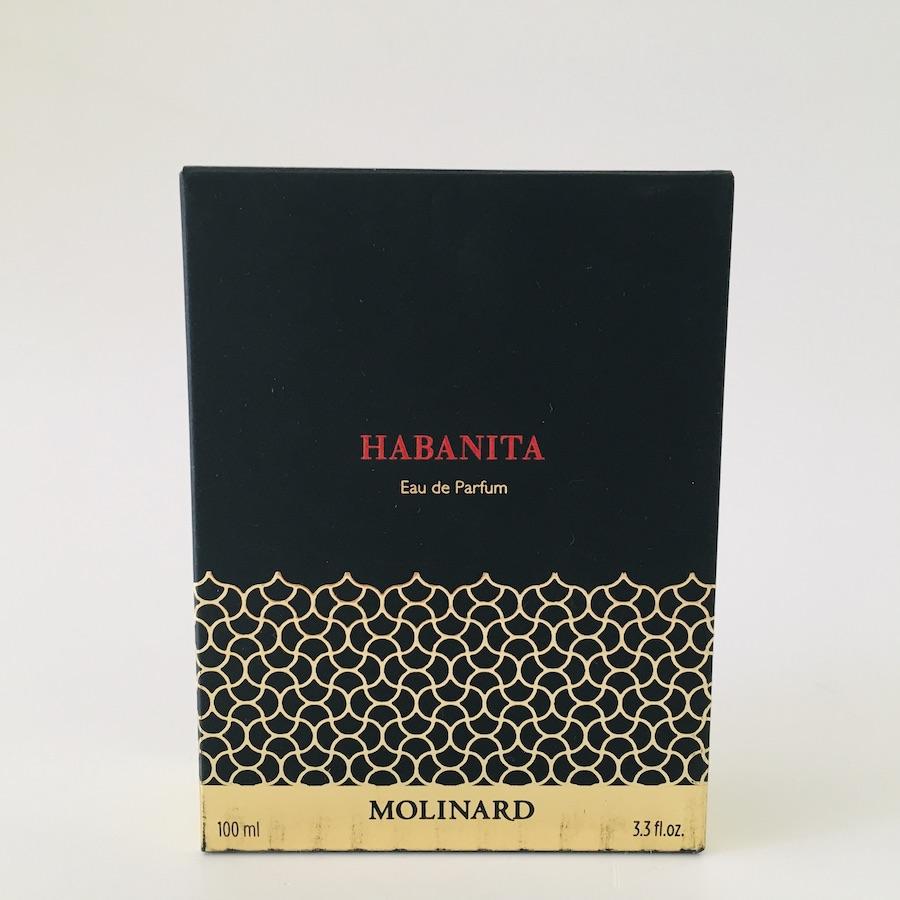 HABANITA
Eau de Parfum
MOLINARD
100 ml 3.3 fl.oz.